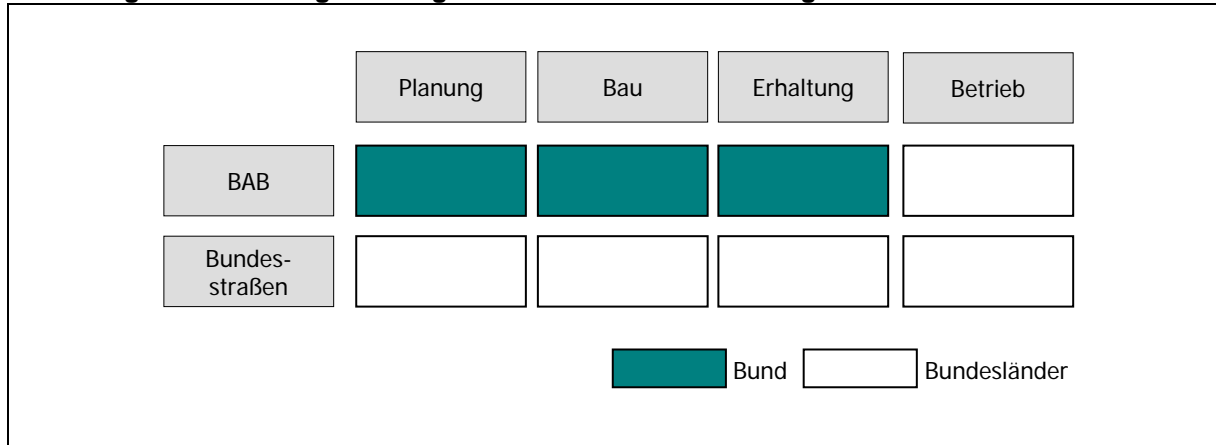 Planung Bau Erhaltung Betrieb
BAB
Bundes-
straßen
Bund Bundesländer